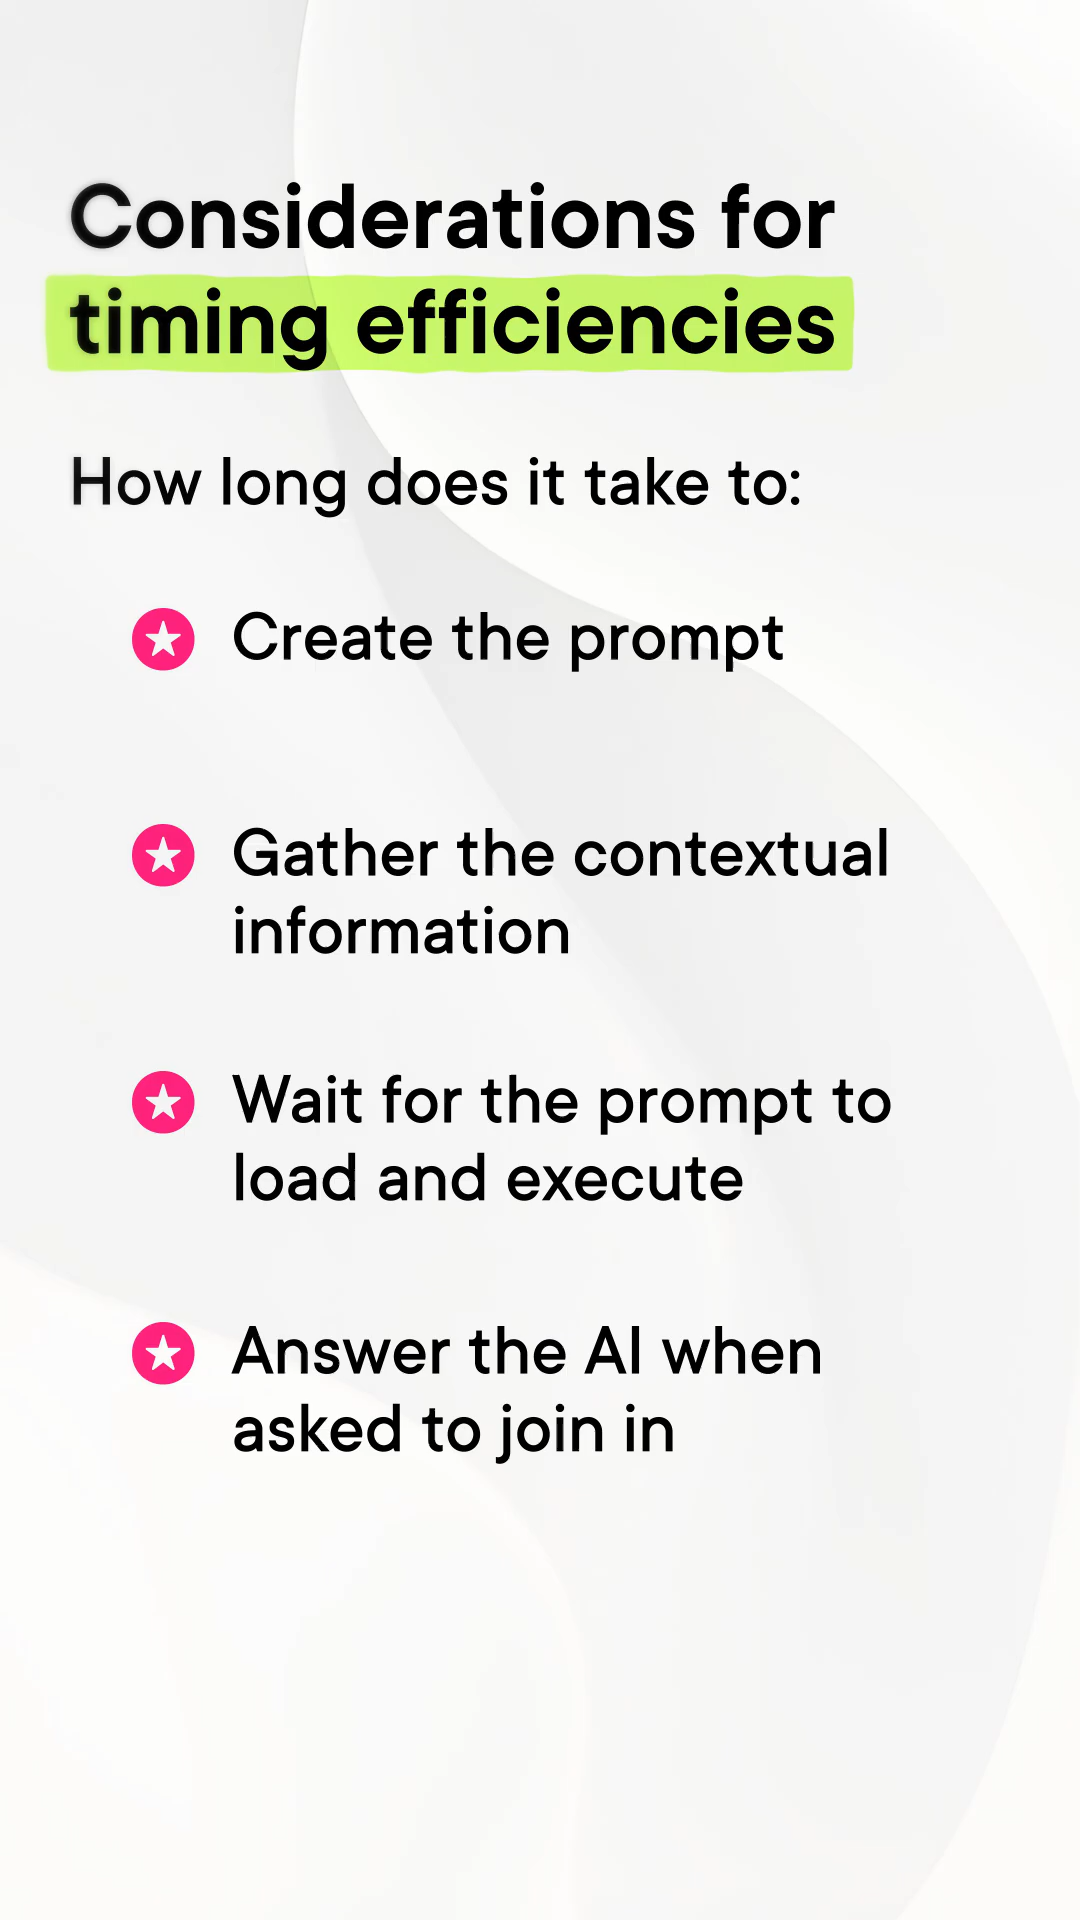 Considerations for
timing efficiencies
How long does it take to:
Create the prompt
Gather the contextual
information
Wait for the prompt to
load and execute
Answer the AI when
asked to join in